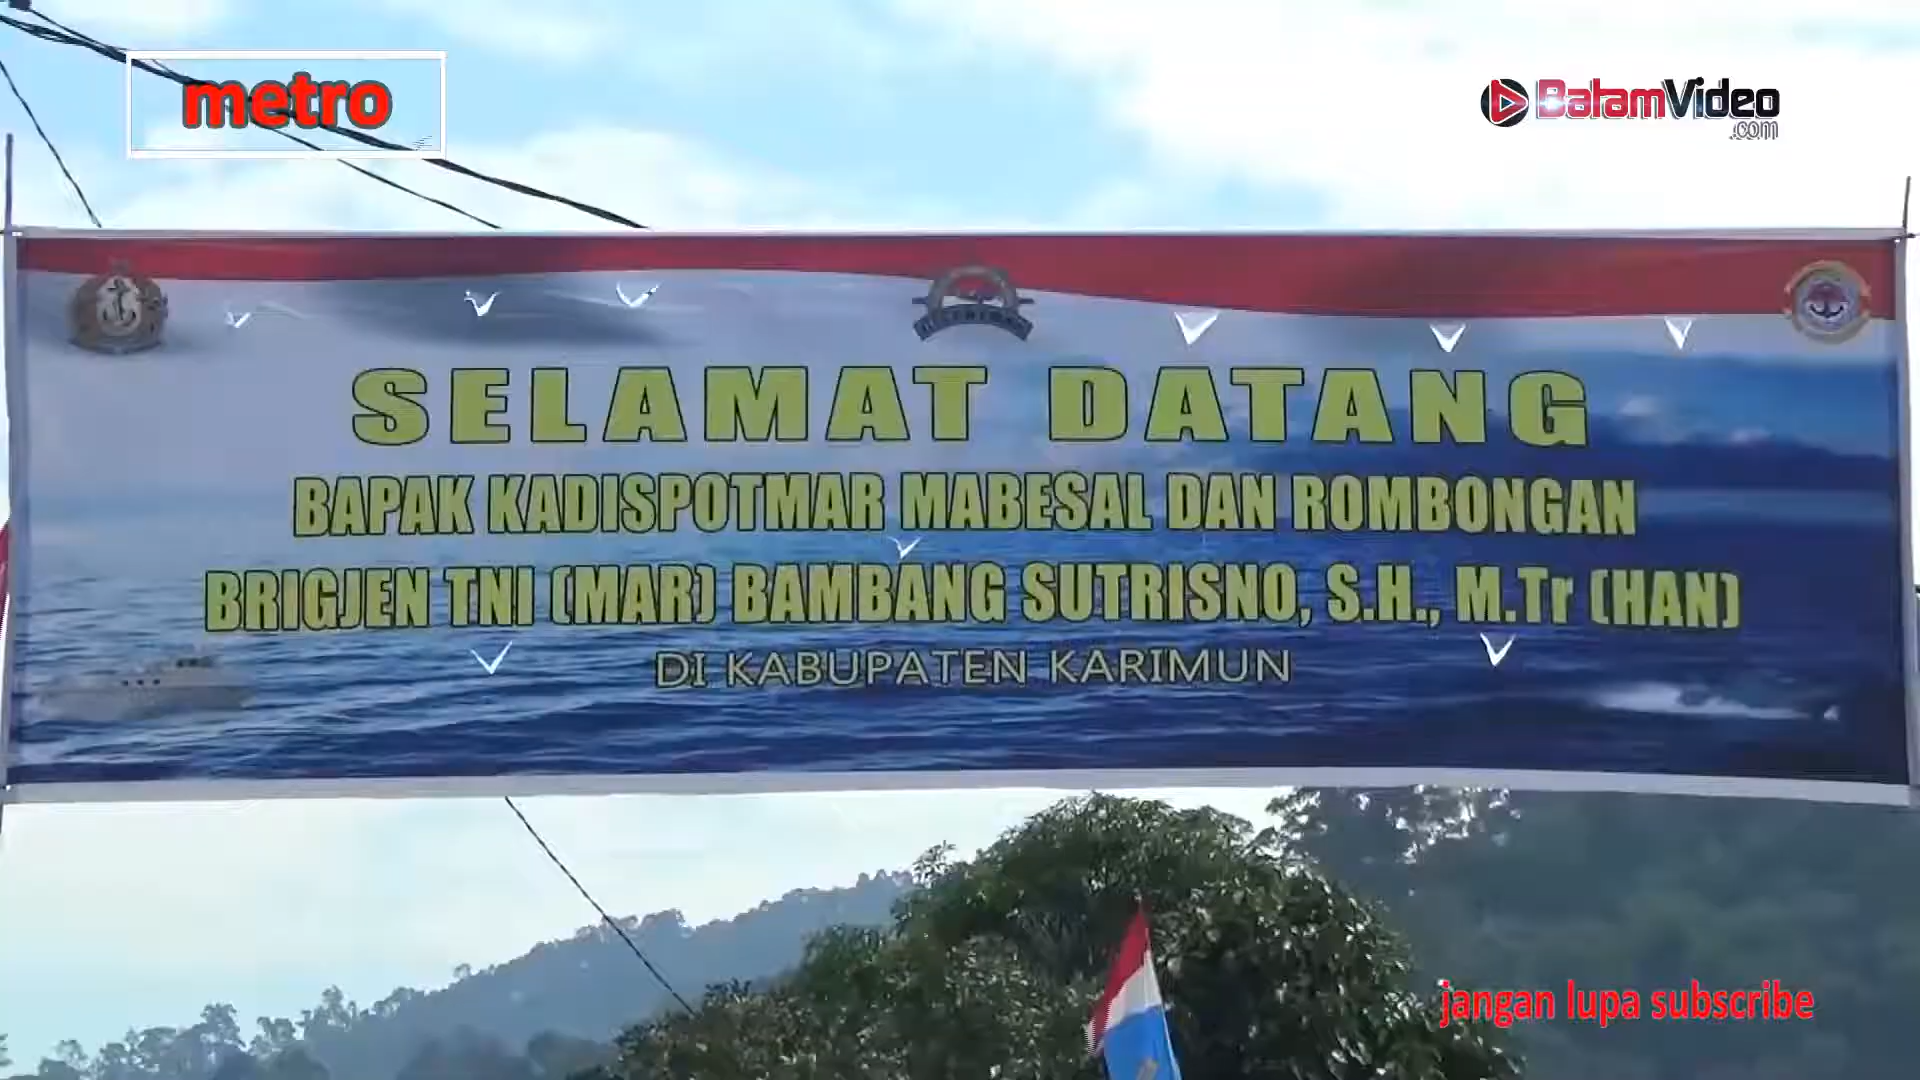 metro
BatamVideo
.com
SELAMAT DATANG
BAPAK KADISPOTMAR MABESAL DAN ROMBONGAN
BRIGJEN TNI (MAR) BAMBANG SUTRISNO, S.H., M.Tr (HAN)
DI KABUPATEN KARIMUN
jangan lupa subscribe